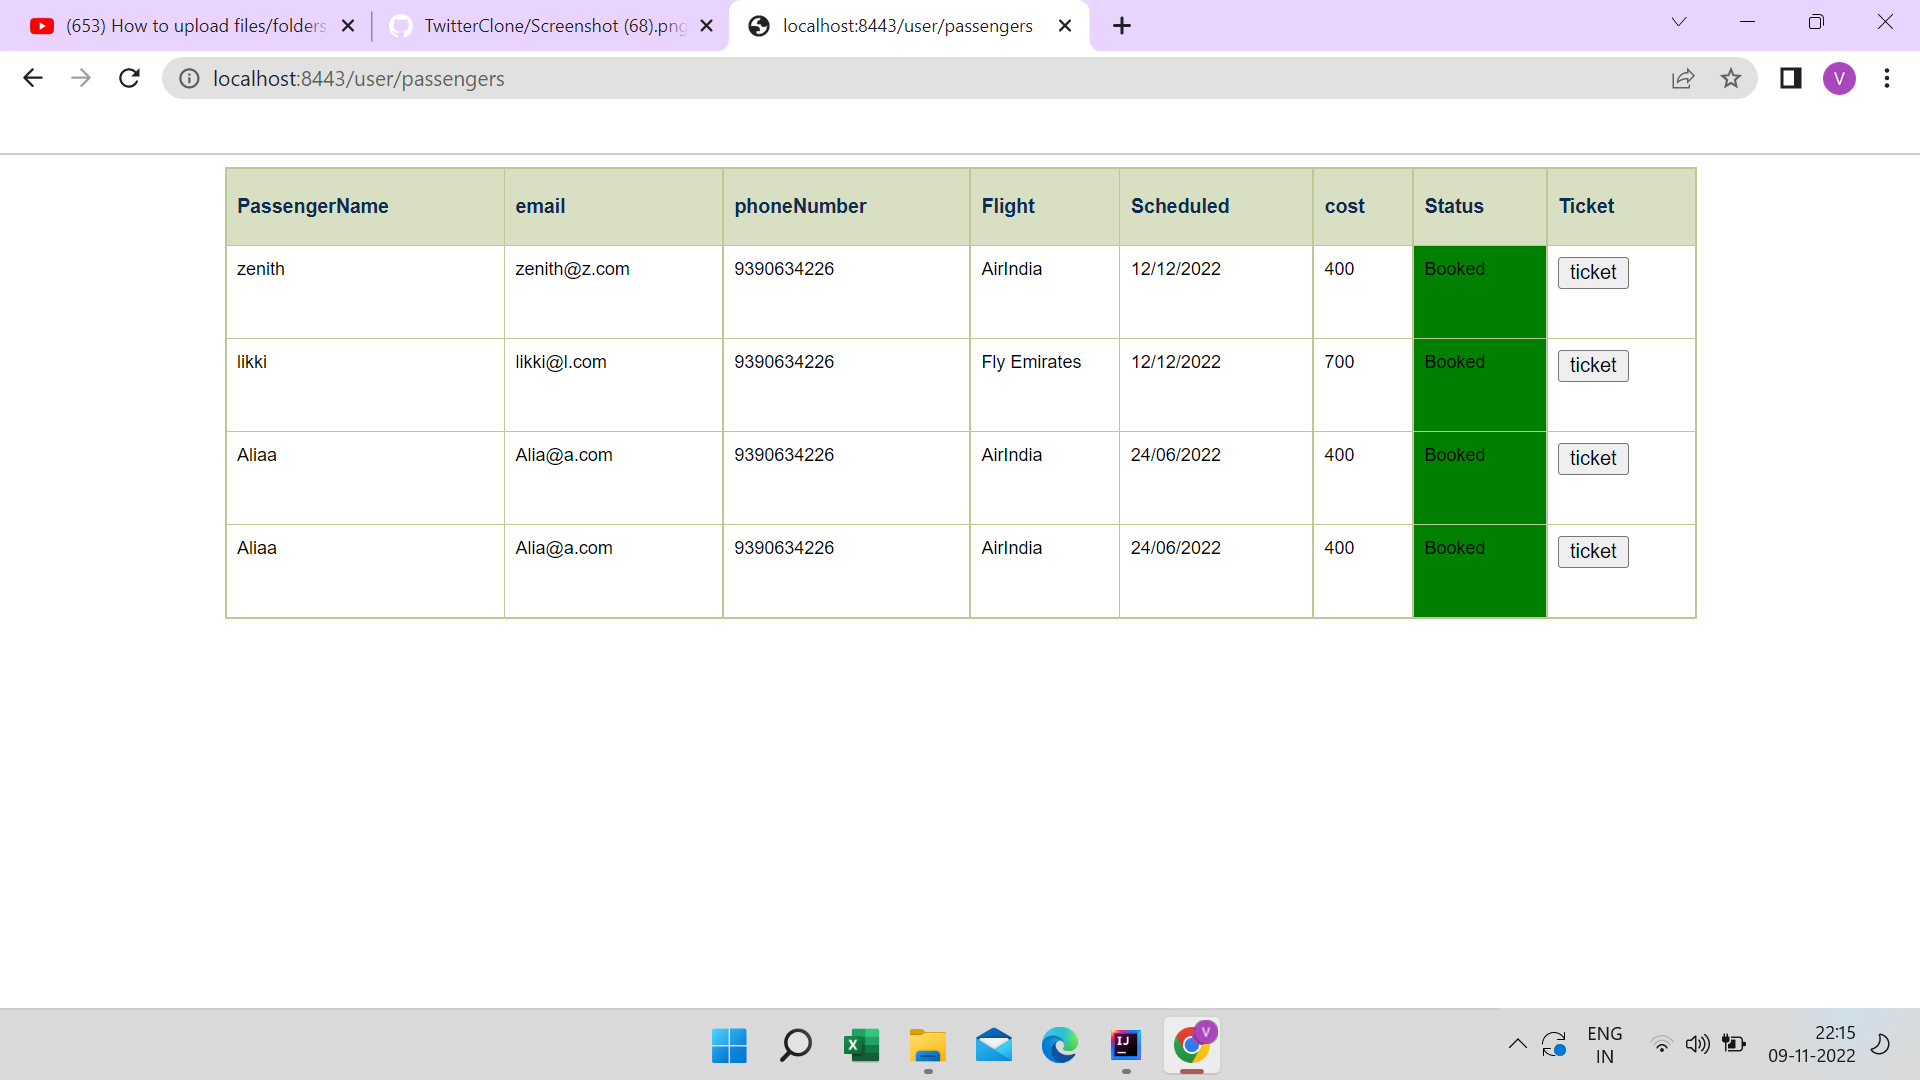 (653) How to upload files/folders
TwitterClone/Screenshot (68).png
localhost:8443/user/passengers
localhost:8443/user/passengers
V
PassengerName email phoneNumber Flight Scheduled cost Status Ticket
zenith zenith@z.com 9390634226 AirIndia 12/12/2022 400 Booked ticket
likki likki@l.com 9390634226 Fly Emirates 12/12/2022 700 Booked ticket
Aliaa Alia@a.com 9390634226 AirIndia 24/06/2022 400 Booked ticket
Aliaa Alia@a.com 9390634226 AirIndia 24/06/2022 400 Booked ticket
X
IJ
V
ENG
IN
22:15
09-11-2022